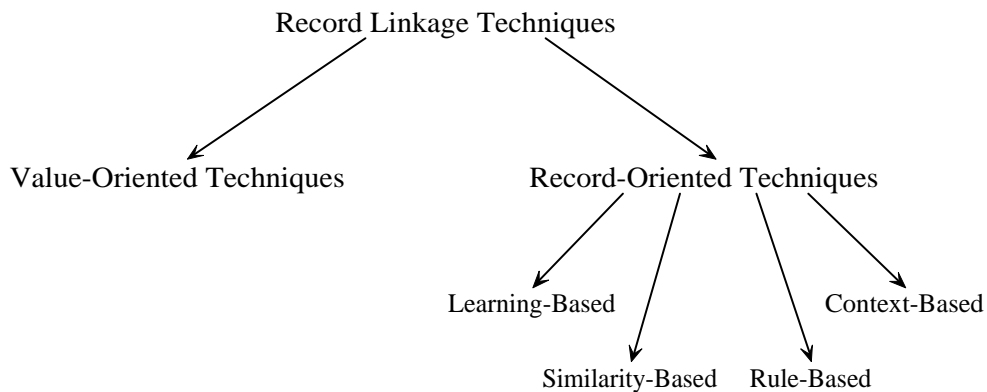 Record Linkage Techniques
Value-Oriented Techniques
Record-Oriented Techniques
Learning-Based
Context-Based
Similarity-Based
Rule-Based